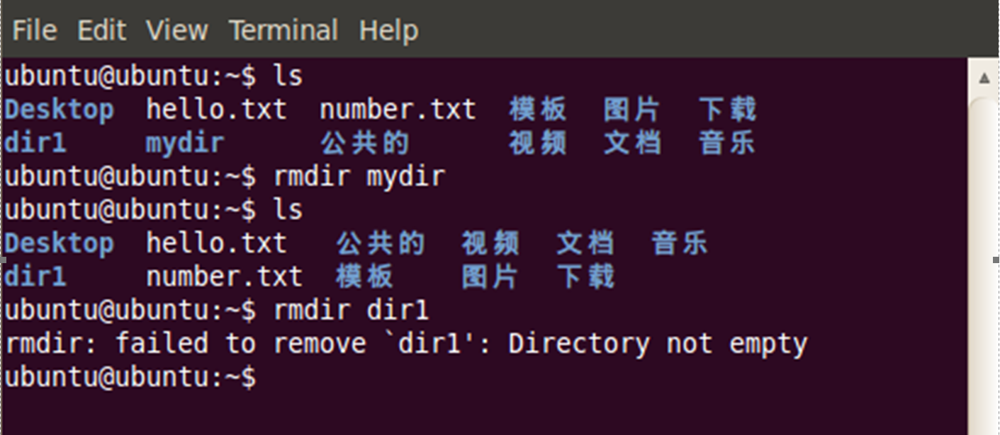 File Edit View Terminal Help
ubuntu@ubuntu:~$ ls
Desktop hello.txt number.txt 模板 图片 下载
dir1 mydir 公共的 视频 文档 音乐
ubuntu@ubuntu:~$ rmdir mydir
ubuntu@ubuntu:~$ ls
Desktop hello.txt 公共的 视频 文档 音乐
dir1 number.txt 模板 图片 下载
ubuntu@ubuntu:~$ rmdir dir1
rmdir: failed to remove `dir1': Directory not empty
ubuntu@ubuntu:~$